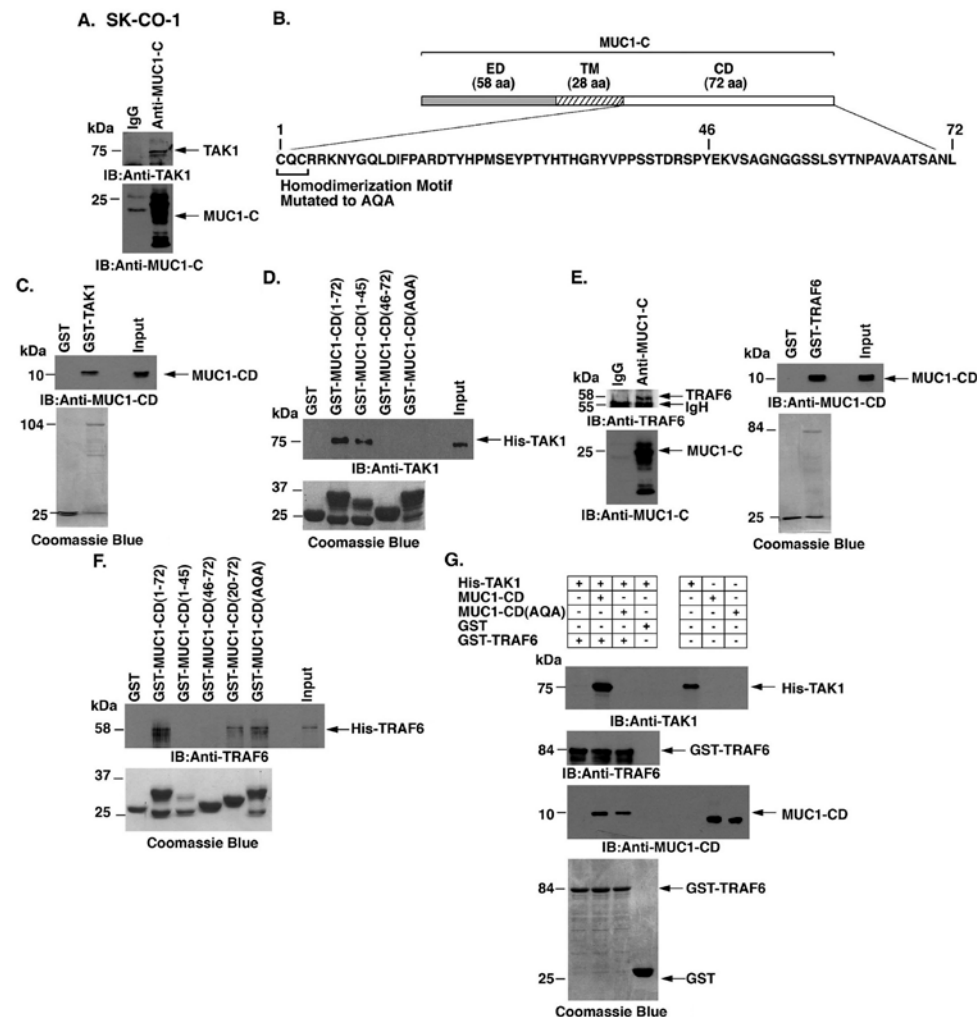 A. SK-CO-1
kDa
IgG
Anti-MUC1-C
75
TAK1
IB:Anti-TAK1
25
MUC1-C
IB:Anti-MUC1-C
B.
MUC1-C
ED TM CD
(58 aa) (28 aa) (72 aa)
1 46 72
CQCRRKNYGQLDIFPARDTYHPMSEYPTYHTHGRYVPPSSTDRSPYEKVSAGNGGSSLSYTNPAVAATSANL
Homodimerization Motif
Mutated to AQA
C.
kDa
GST
GST-TAK1
Input
10
MUC1-CD
IB:Anti-MUC1-CD
104
25
Coomassie Blue
D.
kDa
GST
GST-MUC1-CD(1-72)
GST-MUC1-CD(1-45)
GST-MUC1-CD(46-72)
GST-MUC1-CD(AQA)
Input
75
His-TAK1
IB:Anti-TAK1
37
25
Coomassie Blue
E.
kDa
IgG
Anti-MUC1-C
58
TRAF6
55
IgH
IB:Anti-TRAF6
25
MUC1-C
IB:Anti-MUC1-C
kDa
GST
GST-TRAF6
Input
10
MUC1-CD
IB:Anti-MUC1-CD
84
25
Coomassie Blue
F.
kDa
GST
GST-MUC1-CD(1-72)
GST-MUC1-CD(1-45)
GST-MUC1-CD(46-72)
GST-MUC1-CD(20-72)
GST-MUC1-CD(AQA)
Input
58
His-TRAF6
IB:Anti-TRAF6
37
25
Coomassie Blue
G.
His-TAK1 + + + + + - -
MUC1-CD - + - - - + -
MUC1-CD(AQA) - - + - - - +
GST - - - + - - -
GST-TRAF6 + + + - - - -
kDa
75
His-TAK1
IB:Anti-TAK1
84
GST-TRAF6
IB:Anti-TRAF6
10
MUC1-CD
IB:Anti-MUC1-CD
84
GST-TRAF6
25
GST
Coomassie Blue